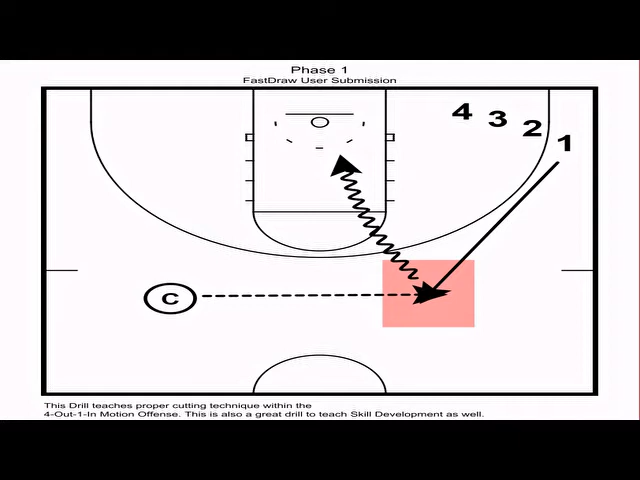 Phase 1
FastDraw User Submission
4 3 2 1
C
This Drill teaches proper cutting technique within the
4-Out-1-In Motion Offense. This is also a great drill to teach Skill Development as well.